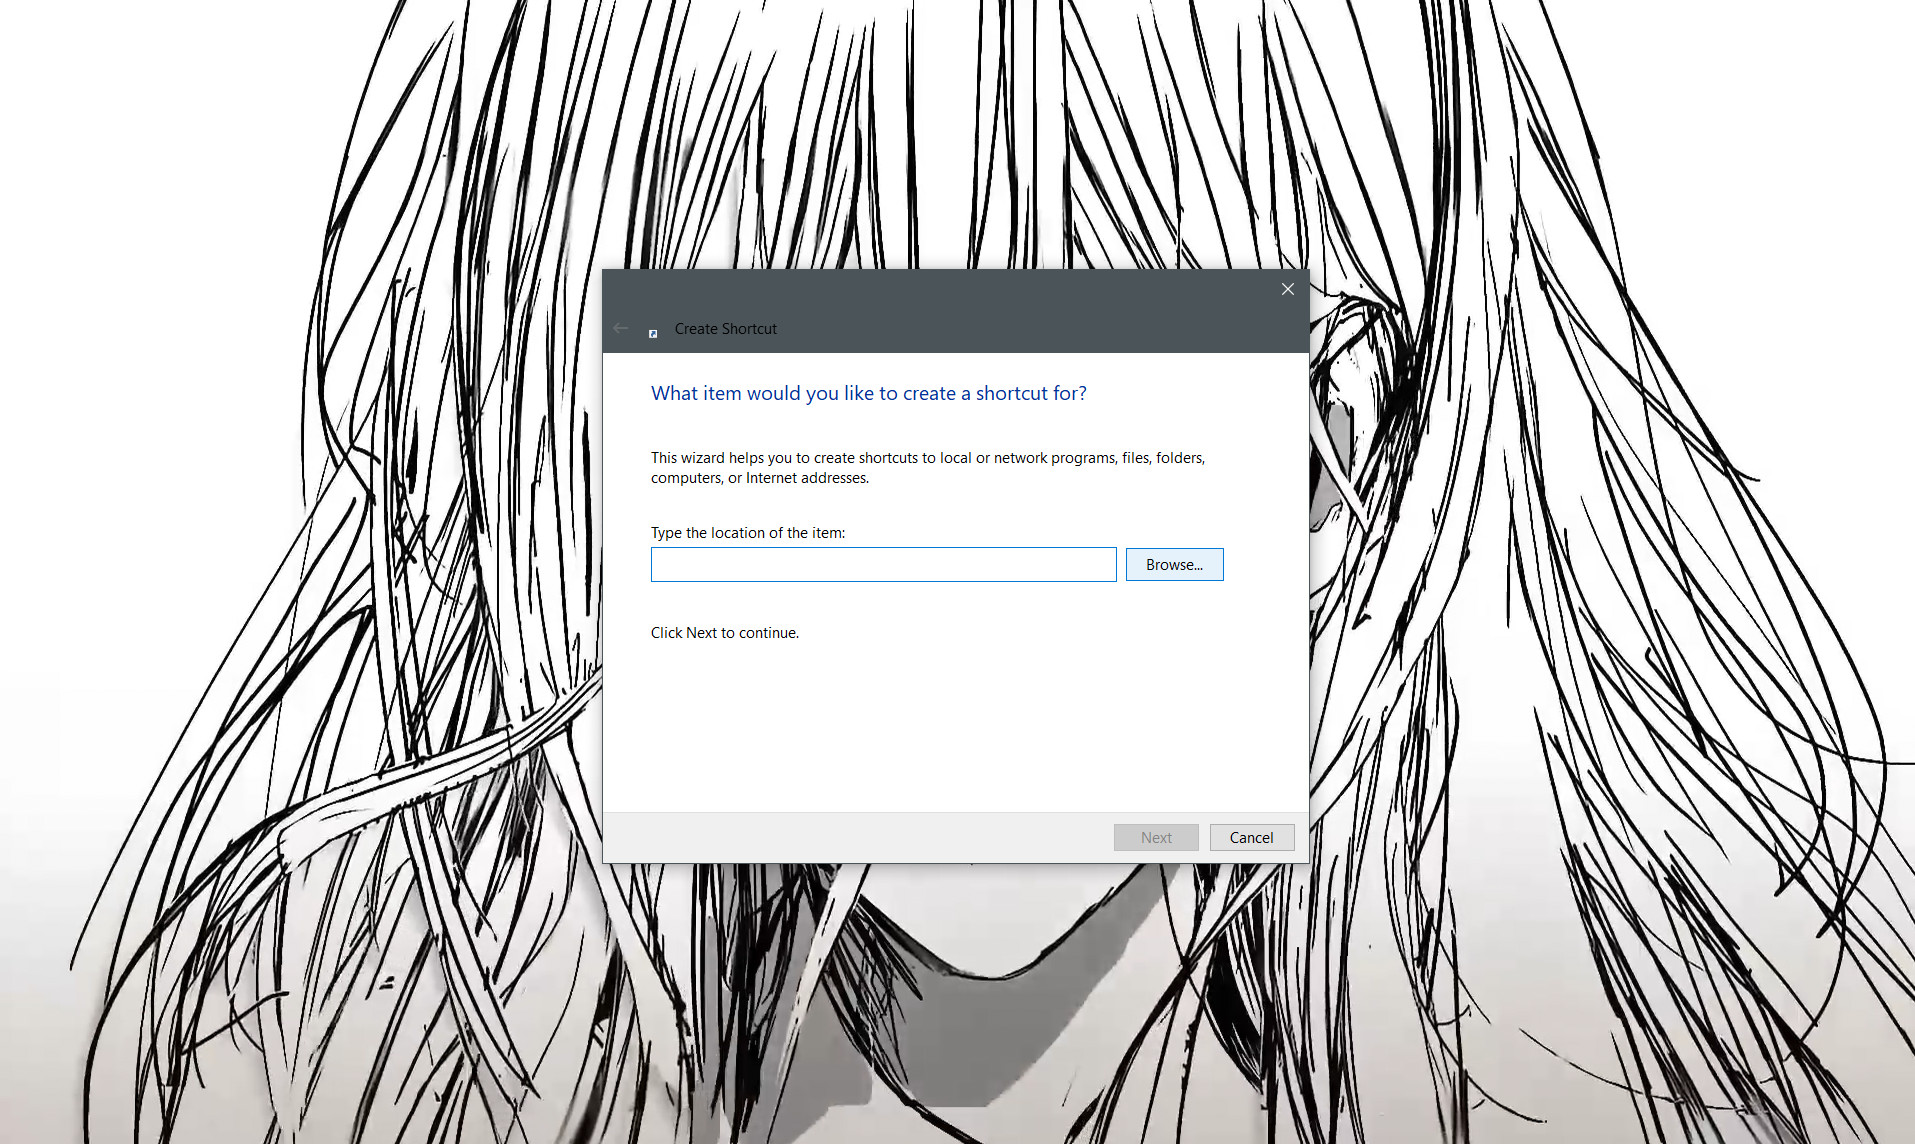 Create Shortcut
What item would you like to create a shortcut for?
This wizard helps you to create shortcuts to local or network programs, files, folders,
computers, or Internet addresses.
Type the location of the item:
Browse...
Click Next to continue.
Next
Cancel